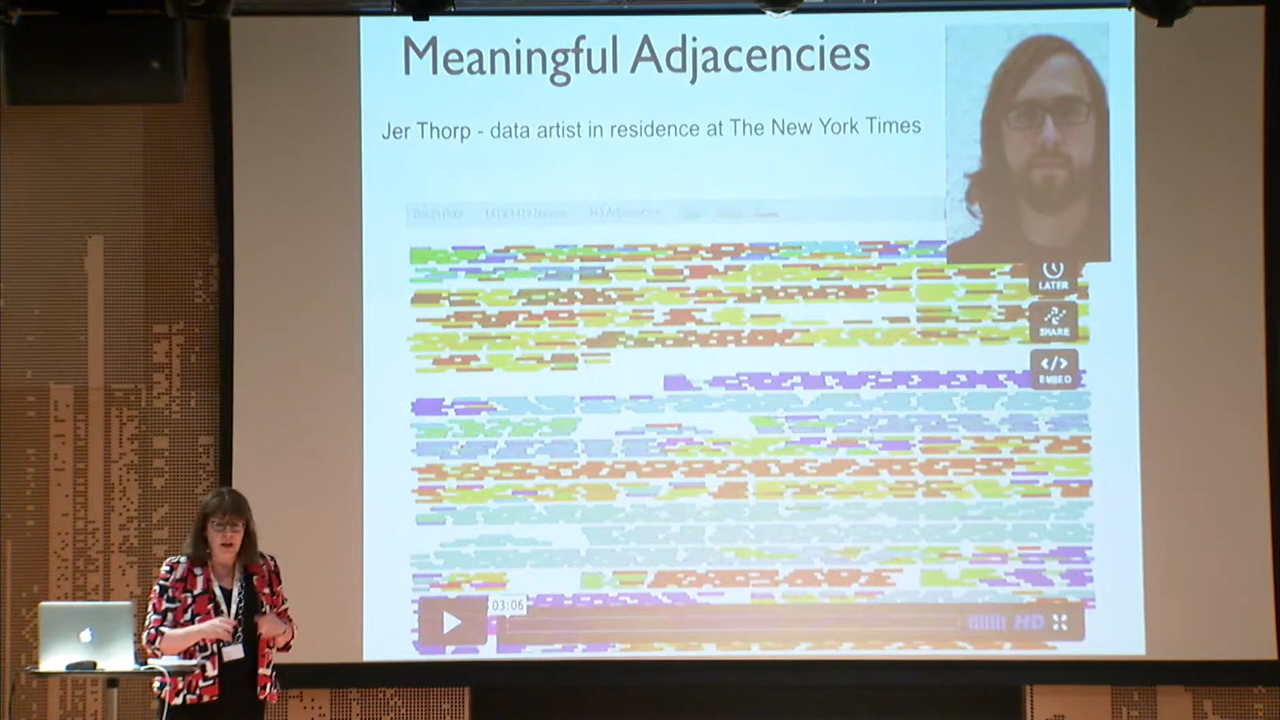 Meaningful Adjacencies
Jer Thorp - data artist in residence at The New York Times
LATER
SHARE
</>
EMBED
03:06
HD